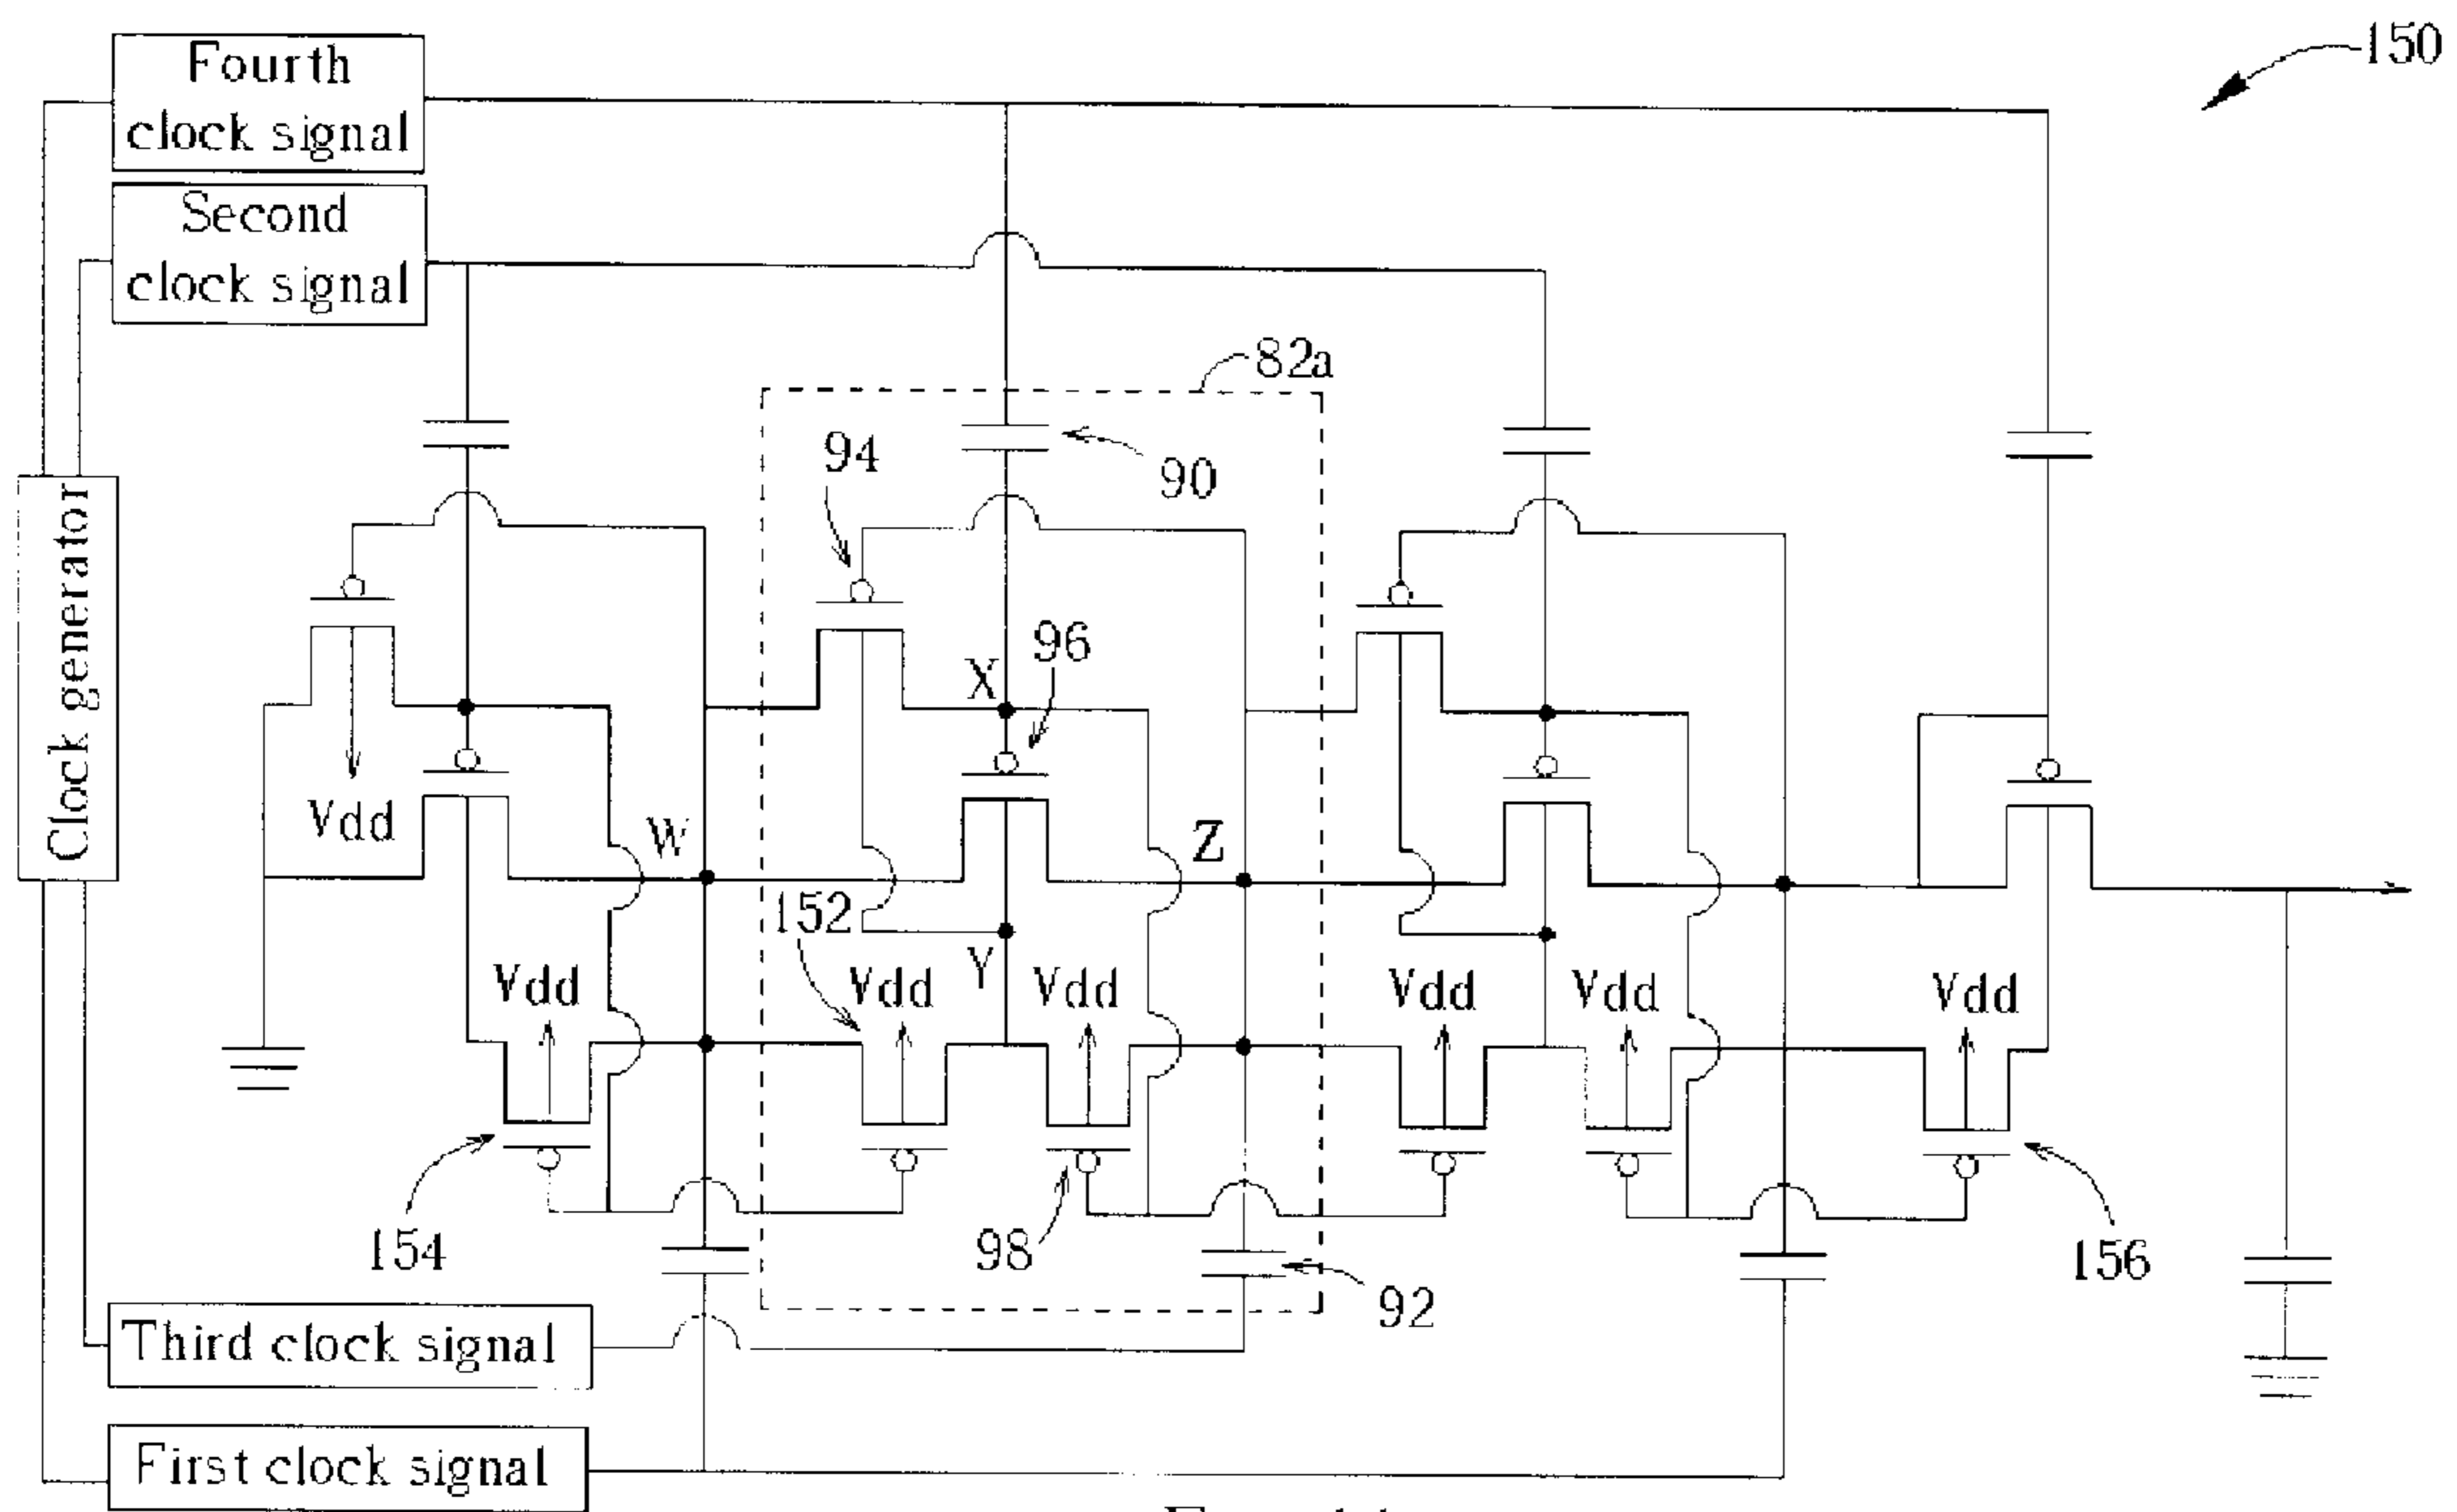 150
Fourth
clock signal
Second
clock signal
82a
94
90
Clock generator
X
96
Vdd
W
Z
152
Y
Vdd
Vdd
Vdd
Vdd
Vdd
Vdd
154
98
156
92
Third clock signal
First clock signal